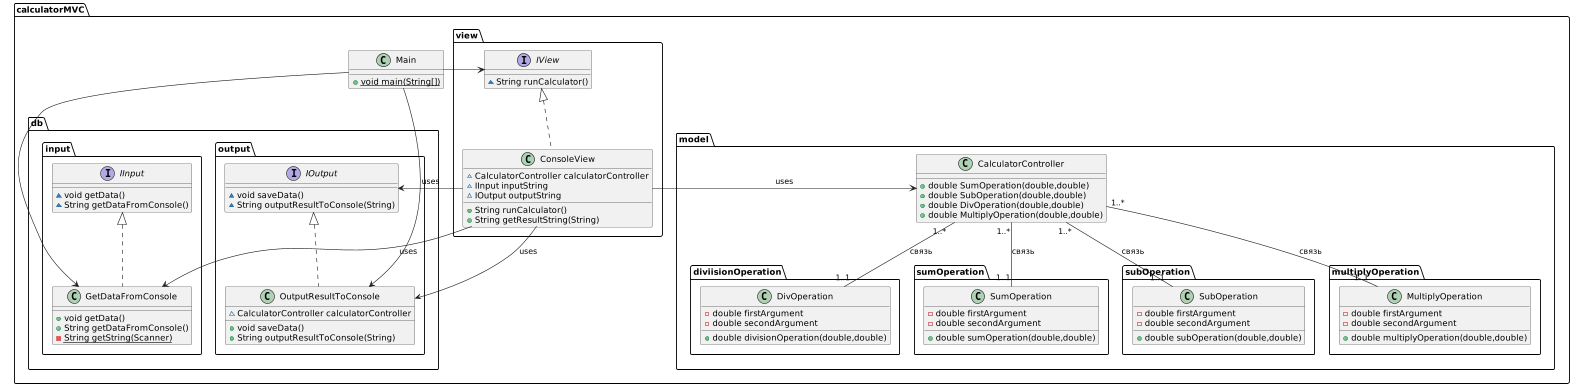 calculatorMVC
view
C Main
void main(String[])
I IView
String runCalculator()
db
input
output
model
I IInput
void getData()
String getDataFromConsole()
I IOutput
void saveData()
String outputResultToConsole(String)
uses
C ConsoleView
CalculatorController calculatorController
IInput inputString
IOutput outputString
String runCalculator()
String getResultString(String)
uses
C CalculatorController
double SumOperation(double,double)
double SubOperation(double,double)
double DivOperation(double,double)
double MultiplyOperation(double,double)
1..*
1..*
1..*
1..*
uses
uses
связь
связь
связь
связь
diviisionOperation
sumOperation
subOperation
multiplyOperation
1..1
1..1
1..1
C GetDataFromConsole
void getData()
String getDataFromConsole()
String getString(Scanner)
C OutputResultToConsole
CalculatorController calculatorController
void saveData()
String outputResultToConsole(String)
C DivOperation
double firstArgument
double secondArgument
double divisionOperation(double,double)
C SumOperation
double firstArgument
double secondArgument
double sumOperation(double,double)
C SubOperation
double firstArgument
double secondArgument
double subOperation(double,double)
C MultiplyOperation
double firstArgument
double secondArgument
double multiplyOperation(double,double)